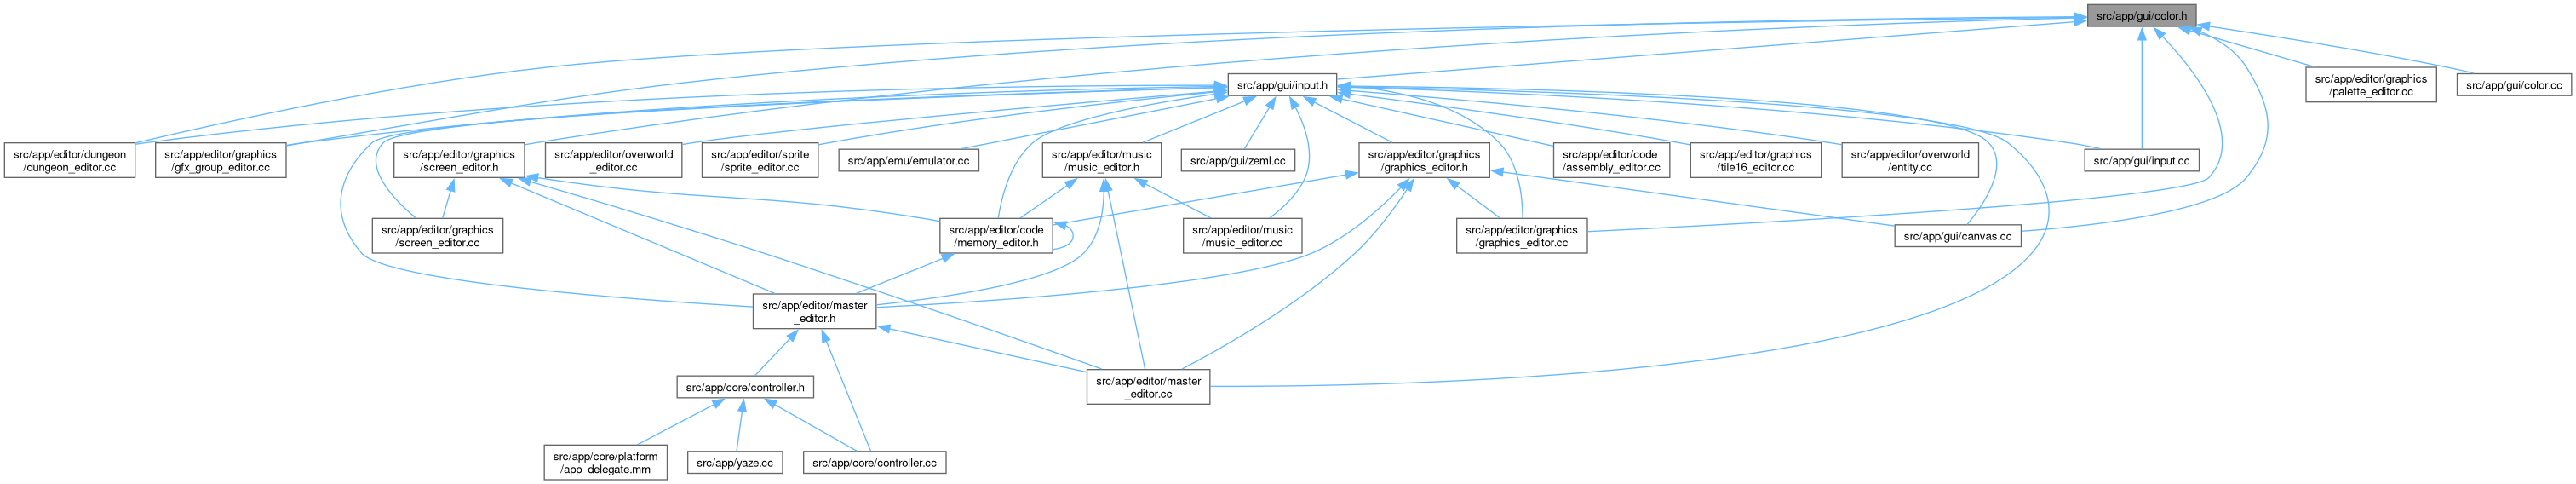 src/app/gui/color.h
src/app/gui/input.h
src/app/editor/graphics
/palette_editor.cc
src/app/gui/color.cc
src/app/editor/dungeon
/dungeon_editor.cc
src/app/editor/graphics
/gfx_group_editor.cc
src/app/editor/graphics
/screen_editor.h
src/app/editor/overworld
_editor.cc
src/app/editor/sprite
/sprite_editor.cc
src/app/emu/emulator.cc
src/app/editor/music
/music_editor.h
src/app/gui/zeml.cc
src/app/editor/graphics
/graphics_editor.h
src/app/editor/code
/assembly_editor.cc
src/app/editor/graphics
/tile16_editor.cc
src/app/editor/overworld
/entity.cc
src/app/gui/input.cc
src/app/editor/graphics
/screen_editor.cc
src/app/editor/code
/memory_editor.h
src/app/editor/music
/music_editor.cc
src/app/editor/graphics
/graphics_editor.cc
src/app/gui/canvas.cc
src/app/editor/master
_editor.h
src/app/core/controller.h
src/app/editor/master
_editor.cc
src/app/core/platform
/app_delegate.mm
src/app/yaze.cc
src/app/core/controller.cc